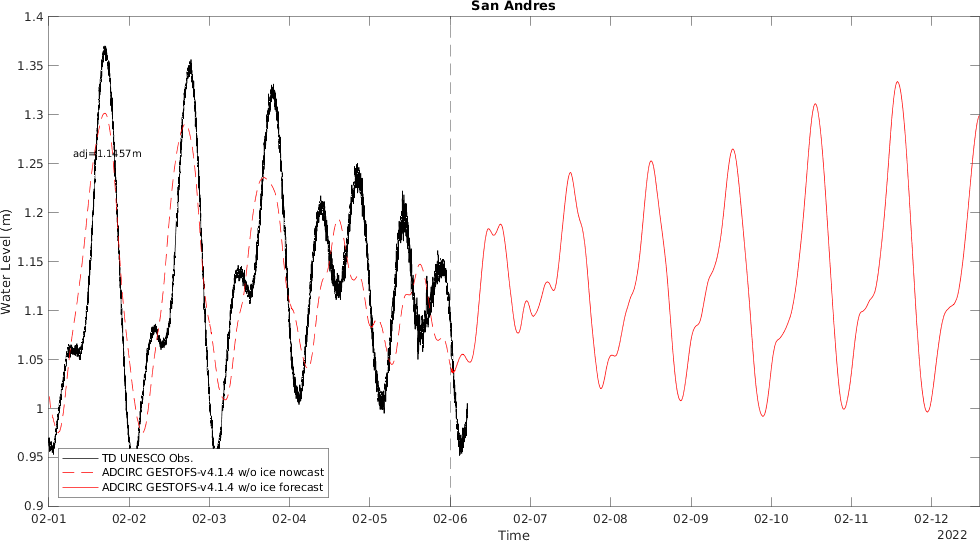 San Andres
1.4
1.35
1.3
1.25
1.2
1.15
1.1
1.05
1
0.95
0.9
Water Level (m)
adj=1.1457m
TD UNESCO Obs.
ADCIRC GESTOFS-v4.1.4 w/o ice nowcast
ADCIRC GESTOFS-v4.1.4 w/o ice forecast
02-01 02-02 02-03 02-04 02-05 02-06 02-07 02-08 02-09 02-10 02-11 02-12
Time
2022